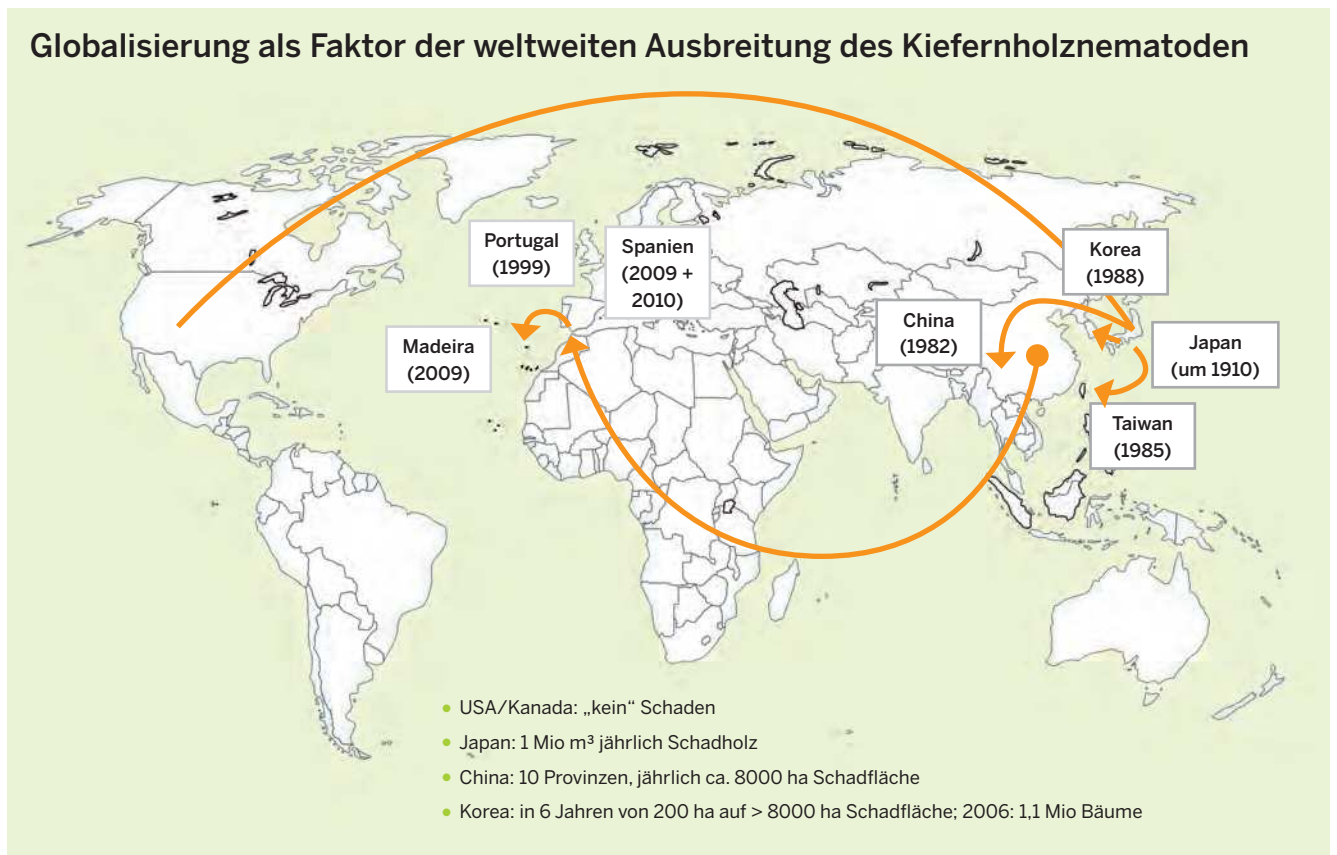 Globalisierung als Faktor der weltweiten Ausbreitung des Kiefernholznematoden
Portugal
(1999)
Spanien
(2009 +
2010)
Korea
(1988)
Madeira
(2009)
China
(1982)
Japan
(um 1910)
Taiwan
(1985)
• USA/Kanada: „kein“ Schaden
• Japan: 1 Mio m³ jährlich Schadholz
• China: 10 Provinzen, jährlich ca. 8000 ha Schadfläche
• Korea: in 6 Jahren von 200 ha auf > 8000 ha Schadfläche; 2006: 1,1 Mio Bäume